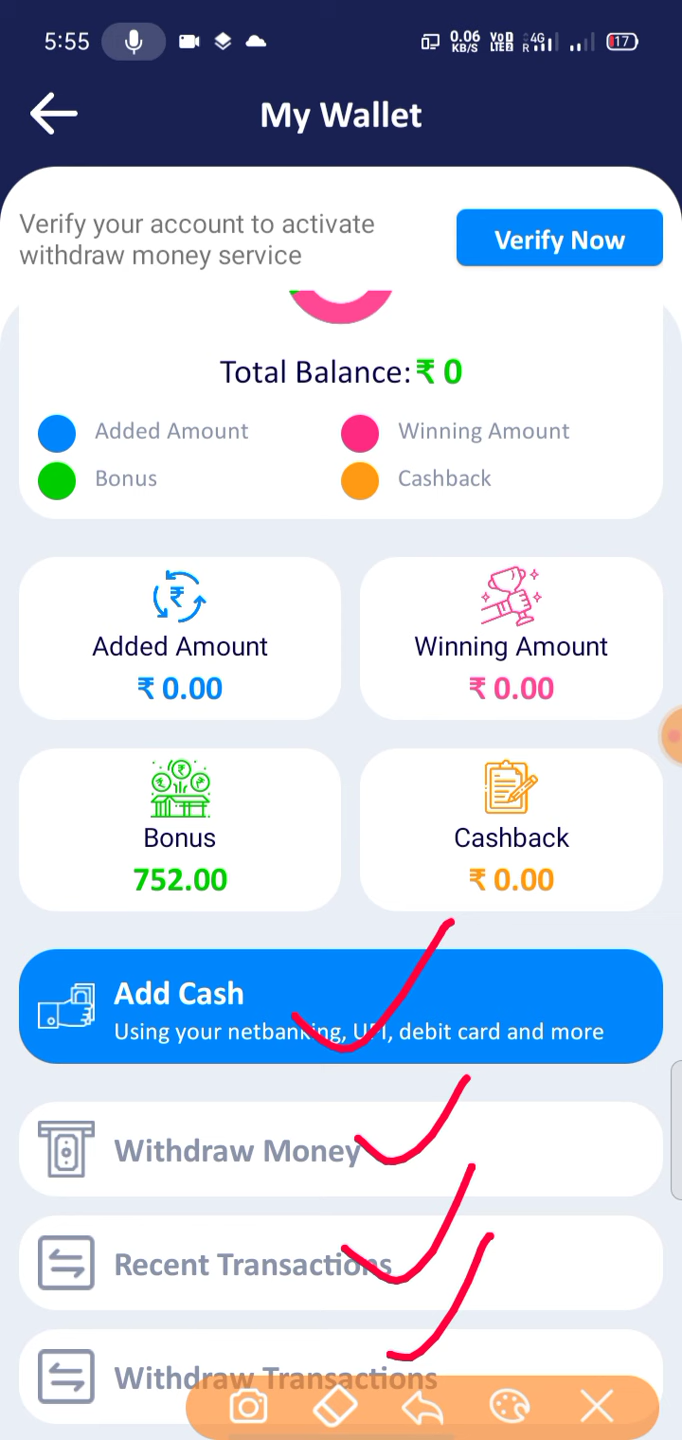 5:55
0.06 KB/S VoD LTED R 4G 17
My Wallet
Verify your account to activate
withdraw money service
Verify Now
Total Balance: ₹ 0
Added Amount
Winning Amount
Bonus
Cashback
Added Amount
₹ 0.00
Winning Amount
₹ 0.00
Bonus
752.00
Cashback
₹ 0.00
Add Cash
Using your netbanking, UPI, debit card and more
Withdraw Money
Recent Transactions
Withdraw Transactions